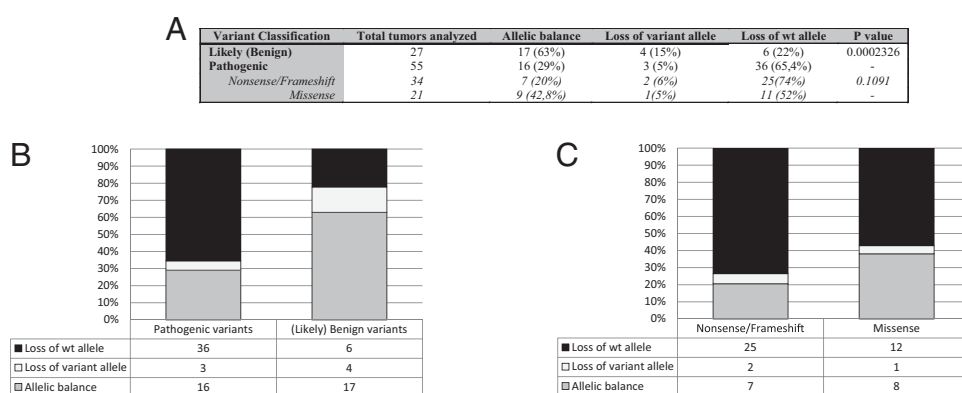 A
Variant Classification Total tumors analyzed Allelic balance Loss of variant allele Loss of wt allele P value
Likely (Benign) 27 17 (63%) 4 (15%) 6 (22%) 0.0002326
Pathogenic 55 16 (29%) 3 (5%) 36 (65,4%) -
Nonsense/Frameshift 34 7 (20%) 2 (6%) 25(74%) 0.1091
Missense 21 9 (42,8%) 1(5%) 11 (52%) -
B
100%
90%
80%
70%
60%
50%
40%
30%
20%
10%
0%
Pathogenic variants (Likely) Benign variants
Loss of wt allele 36 6
Loss of variant allele 3 4
Allelic balance 16 17
C
100%
90%
80%
70%
60%
50%
40%
30%
20%
10%
0%
Nonsense/Frameshift Missense
Loss of wt allele 25 12
Loss of variant allele 2 1
Allelic balance 7 8